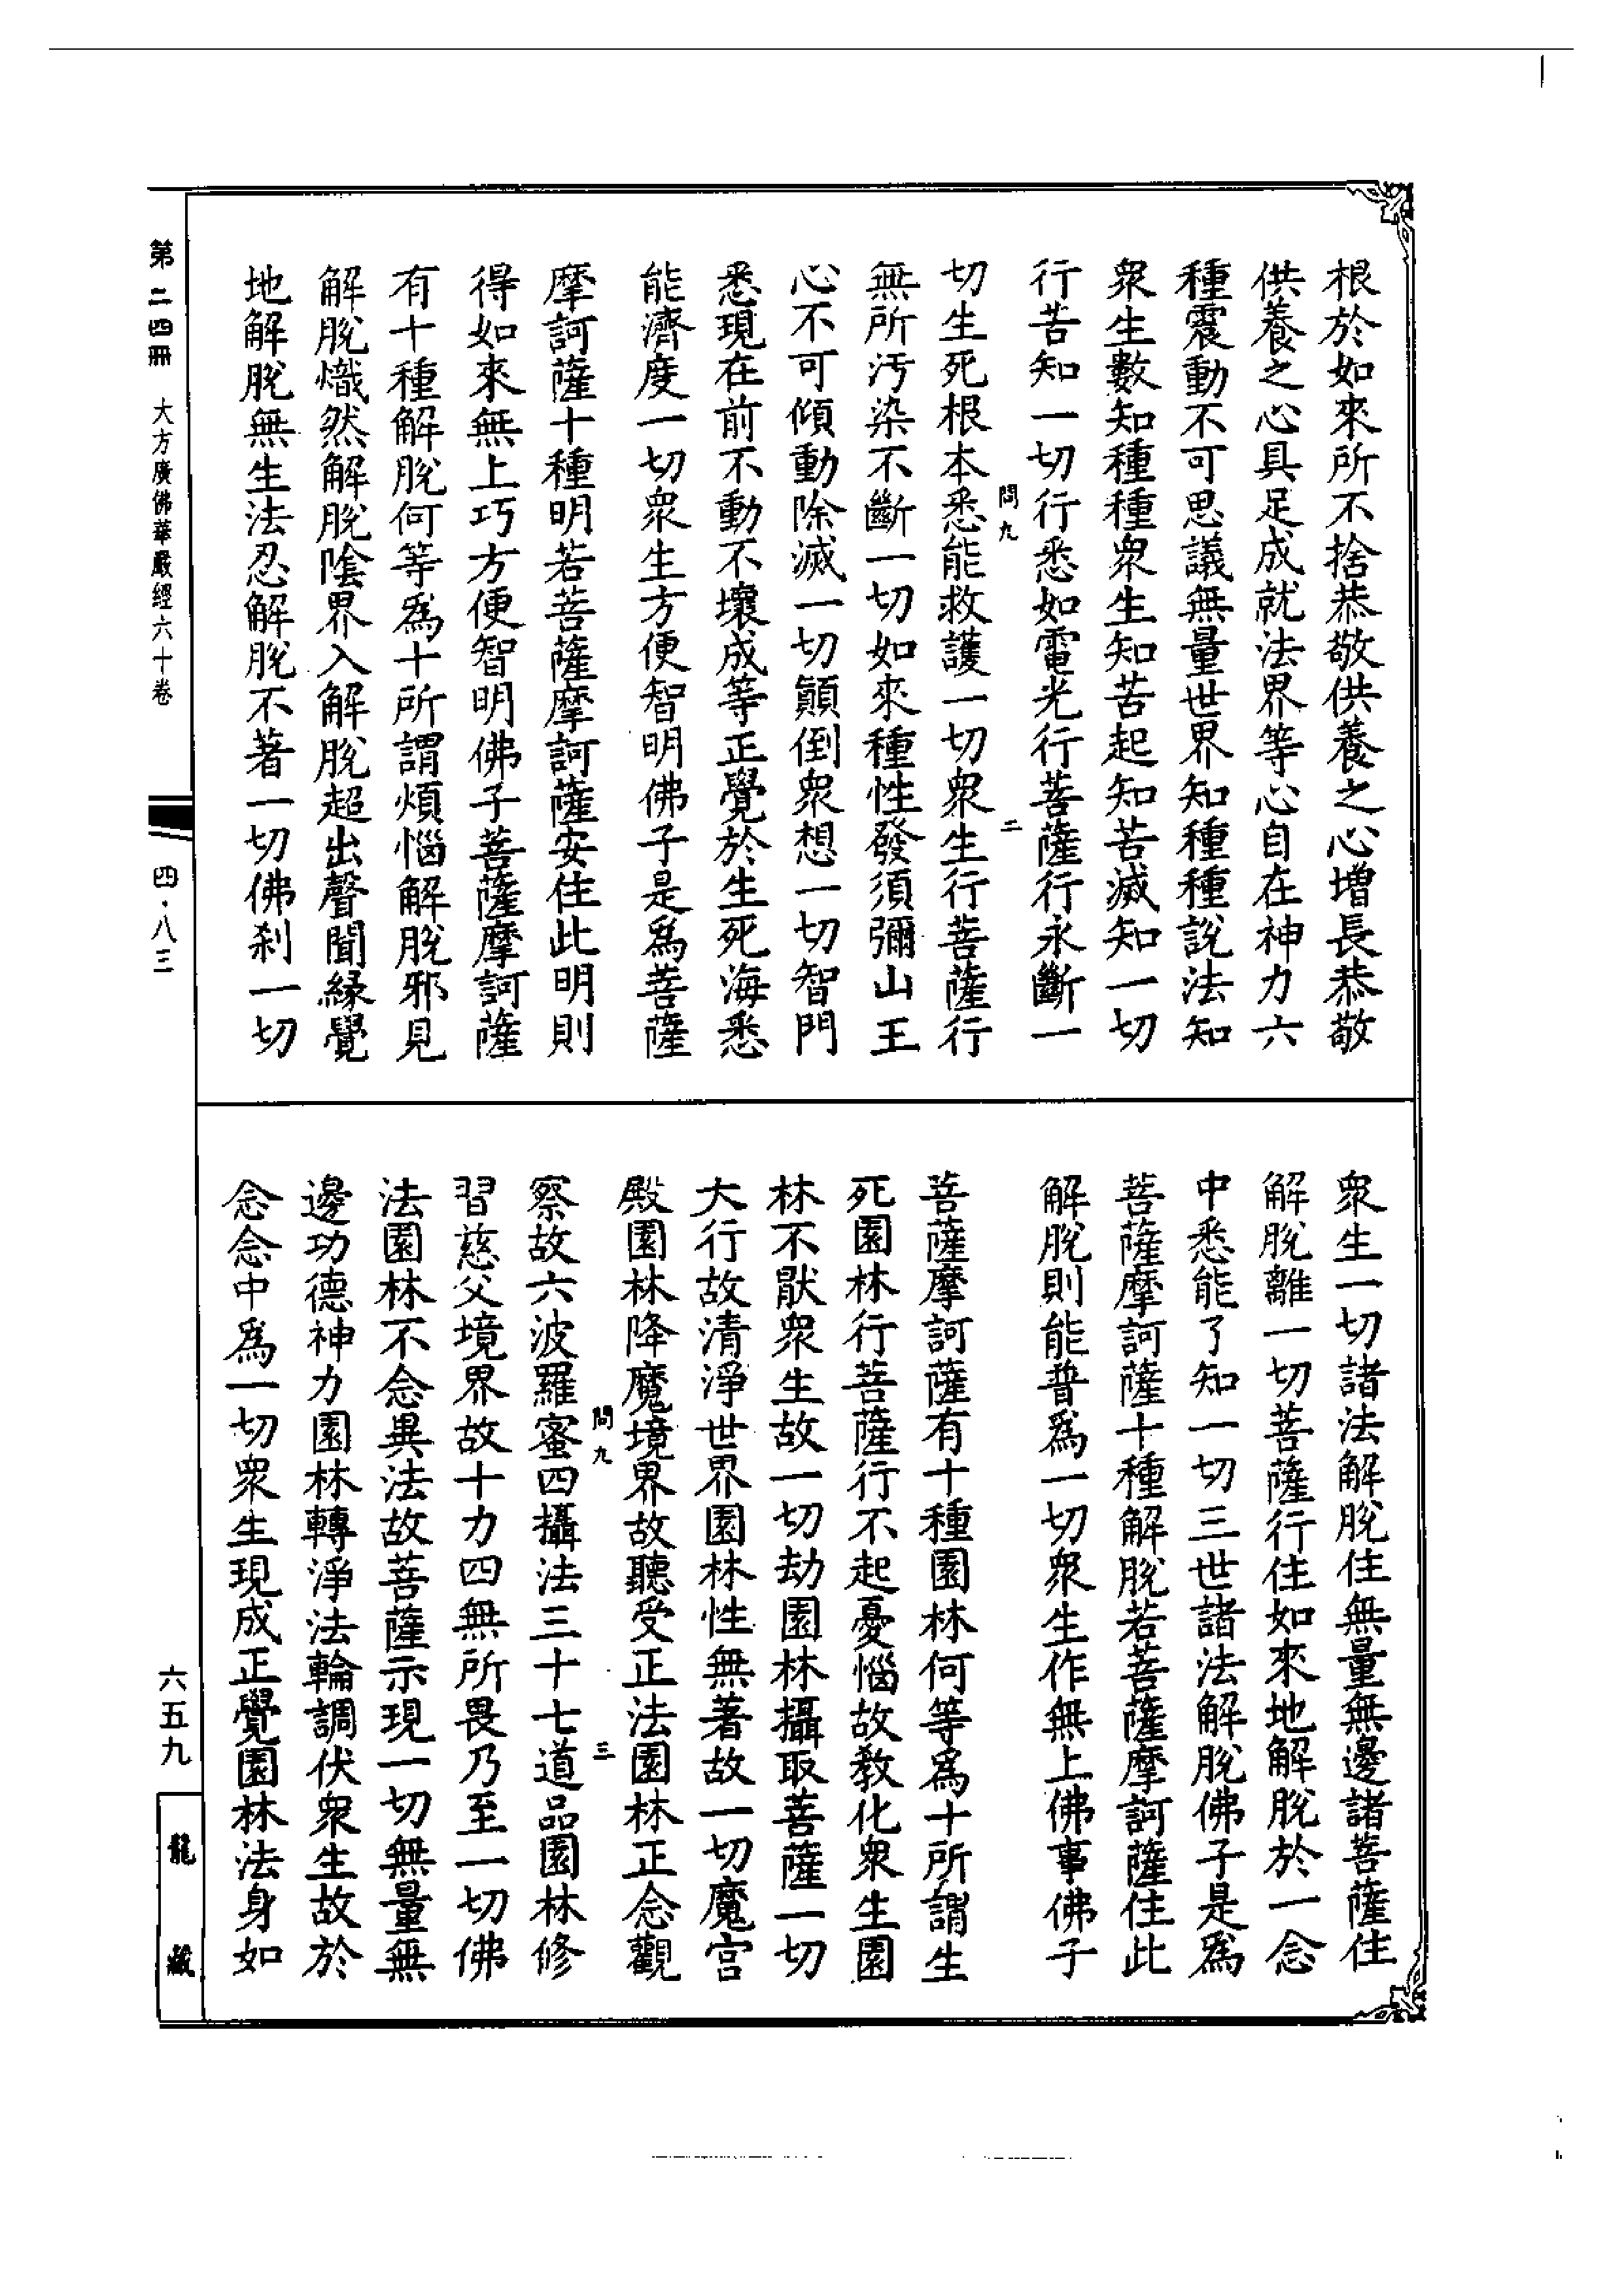 根於如來所不捨恭敬供養之心增長恭敬
供養之心具足成就法界等心自在神力六
種震動不可思議無量世界知種種說法知
衆生數知種種衆生知苦起知苦滅知一切
行苦知一切行悉如電光行菩薩行永斷一
問九 二
切生死根本悉能救護一切衆生行菩薩行
無所汚染不斷一切如來種性發須彌山王
心不可傾動除滅一切顛倒衆想一切智門
悉現在前不動不壞成等正覺於生死海悉
能濟度一切衆生方便智明佛子是爲菩薩
摩訶薩十種明若菩薩摩訶薩安住此明則
得如來無上巧方便智明佛子菩薩摩訶薩
有十種解脫何等爲十所謂煩惱解脫邪見
解脫熾然解脫陰界入解脫超出聲聞緣覺
地解脫無生法忍解脫不著一切佛刹一切
衆生一切諸法解脫住無量無邊諸菩薩住
解脫離一切菩薩行住如來地解脫於一念
中悉能了知一切三世諸法解脫佛子是爲
菩薩摩訶薩十種解脫若菩薩摩訶薩住此
解脫則能普爲一切衆生作無上佛事佛子
菩薩摩訶薩有十種園林何等爲十所謂生
死園林行菩薩行不起憂惱故教化衆生園
林不猒衆生故一切劫園林攝取菩薩一切
大行故清淨世界園林性無著故一切魔宮
殿園林降魔境界故聽受正法園林正念觀
問九 三
察故六波羅蜜四攝法三十七道品園林修
習慈父境界故十力四無所畏乃至一切佛
法園林不念異法故菩薩示現一切無量無
邊功德神力園林轉淨法輪調伏衆生故於
念念中爲一切衆生現成正覺園林法身如
第二四冊 大方廣佛華嚴經六十卷
四·八三
六五九
龍藏